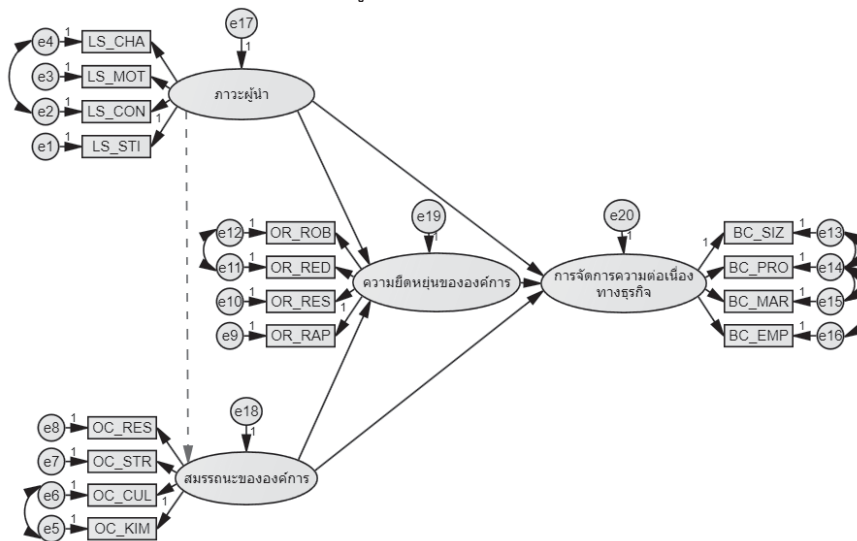 e17
1
e4 1 LS_CHA
e3 1 LS_MOT
e2 1 LS_CON
e1 1 LS_STI
1
ภาวะผู้นำ
e12 1 OR_ROB
e11 1 OR_RED
e10 1 OR_RES
e9 1 OR_RAP
1
e19
1
ความยืดหยุ่นขององค์การ
e20
1
การจัดการความต่อเนื่อง
ทางธุรกิจ
1
BC_SIZ 1 e13
BC_PRO 1 e14
BC_MAR 1 e15
BC_EMP 1 e16
e18
1
e8 1 OC_RES
e7 1 OC_STR
e6 1 OC_CUL
e5 1 OC_KIM
1
สมรรถนะขององค์การ